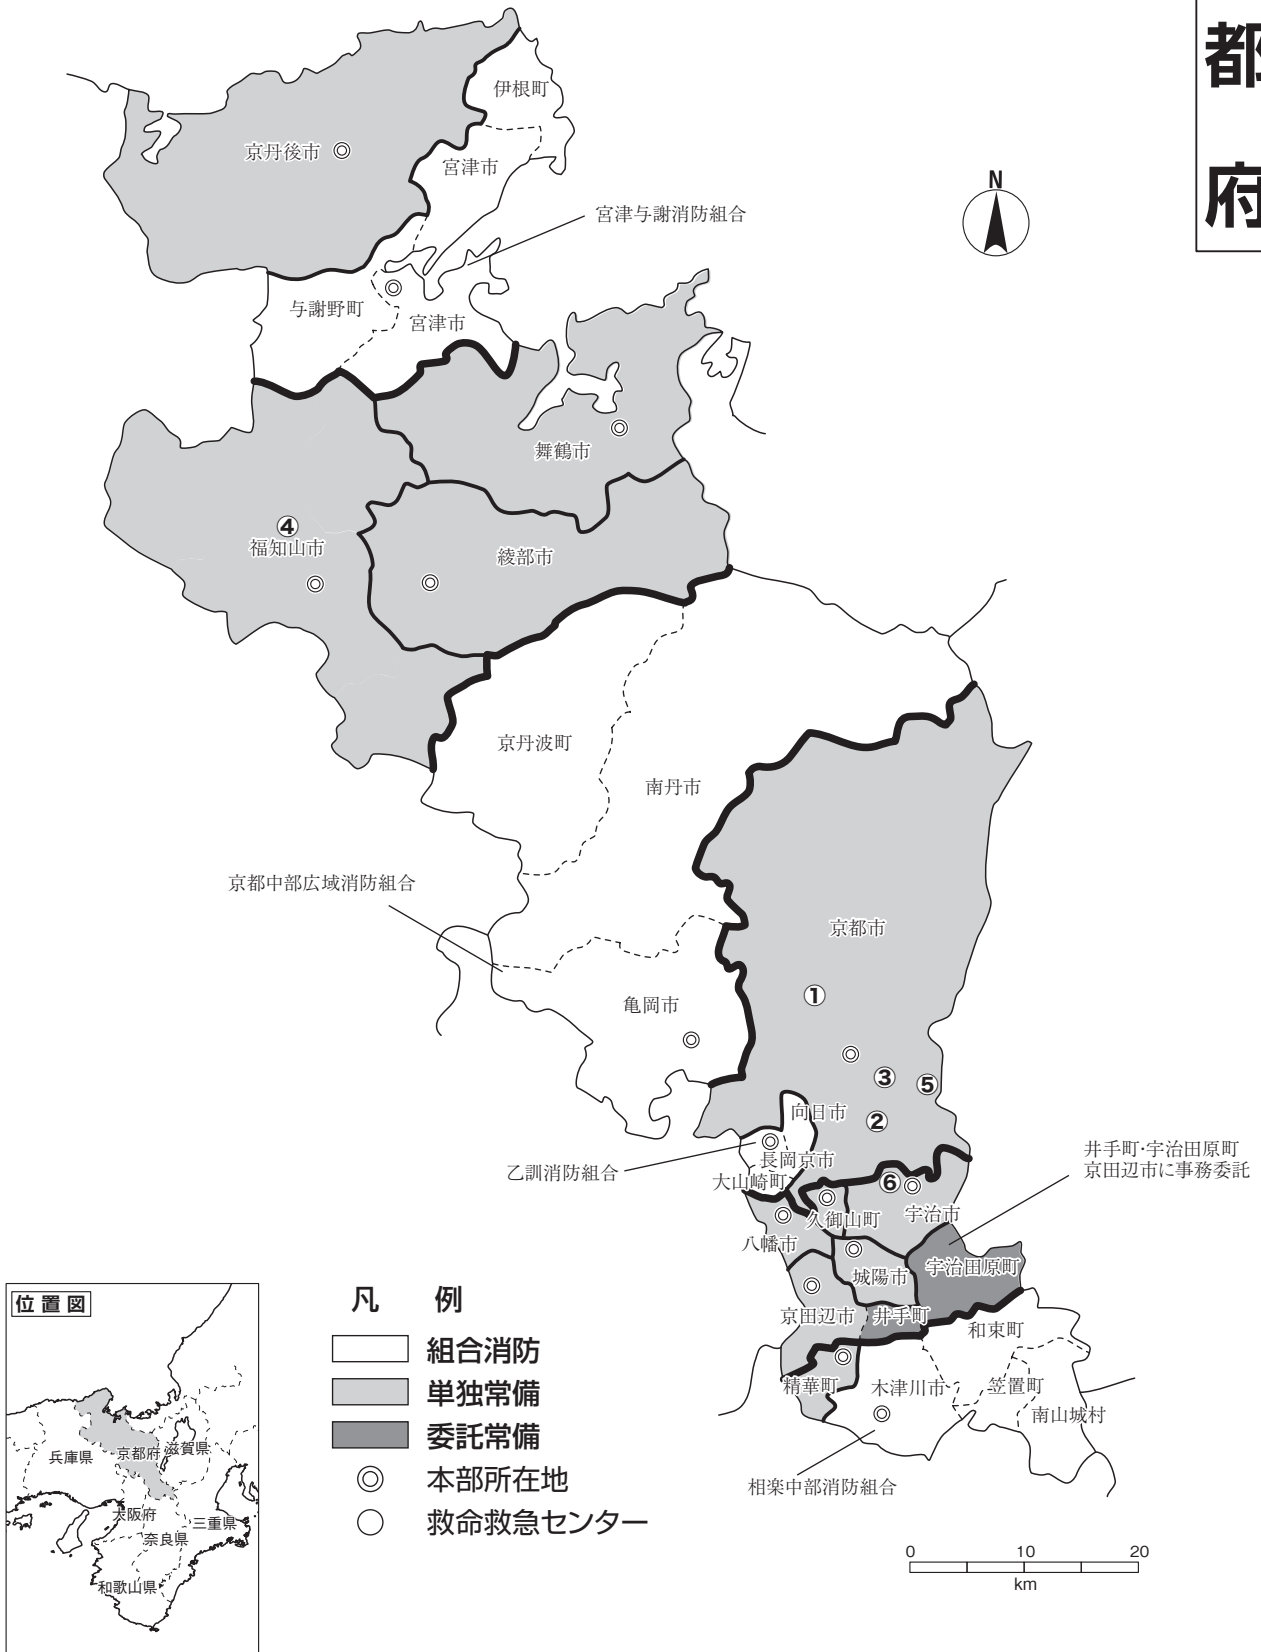 都
府
伊根町
京丹後市
宮津市
N
宮津与謝消防組合
与謝野町
宮津市
舞鶴市
④
福知山市
綾部市
京丹波町
南丹市
京都中部広域消防組合
京都市
①
亀岡市
③
⑤
②
向日市
乙訓消防組合
長岡京市
大山崎町
井手町・宇治田原町
京田辺市に事務委託
⑥
久御山町
宇治市
八幡市
城陽市
宇治田原町
京田辺市
井手町
和束町
精華町
木津川市
笠置町
南山城村
相楽中部消防組合
凡 例
組合消防
単独常備
委託常備
本部所在地
救命救急センター
位置図
兵庫県
京都府
滋賀県
大阪府
三重県
奈良県
和歌山県
0 10 20
km